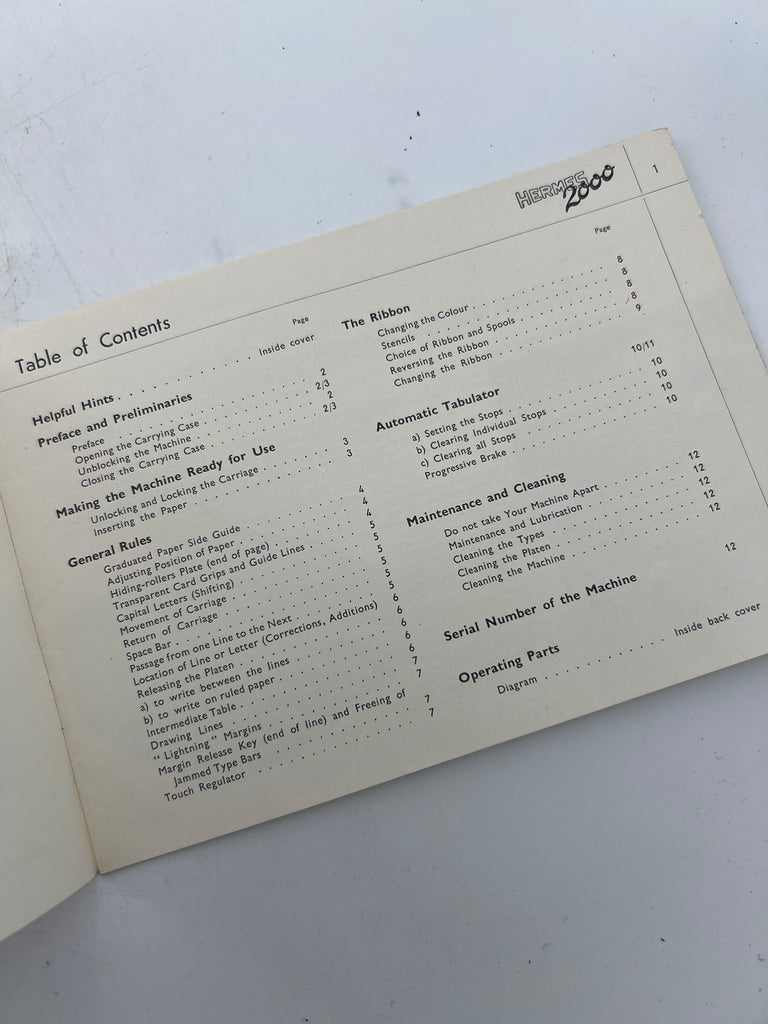 HERMES
2000
1
Table of Contents
Page
Helpful Hints . . . . . . . . . . . Inside cover
Preface and Preliminaries
Preface . . . . . . . . . . 2
Opening the Carrying Case . . . . . . . 2/3
Unblocking the Machine . . . . . . . 2
Closing the Carrying Case . . . . . . . 2/3
Making the Machine Ready for Use
Unlocking and Locking the Carriage . . . . . 3
Inserting the Paper . . . . . . . . 3
General Rules
Graduated Paper Side Guide . . . . . . 4
Adjusting Position of Paper . . . . . . 4
Hiding-rollers Plate (end of page) . . . . . 4
Transparent Card Grips and Guide Lines . . . . 5
Capital Letters (Shifting) . . . . . . . 5
Movement of Carriage . . . . . . . 5
Return of Carriage . . . . . . . . 5
Space Bar . . . . . . . . . . 5
Passage from one Line to the Next . . . . . 5
Location of Line or Letter (Corrections, Additions) 6
Releasing the Platen . . . . . . . . 6
a) to write between the lines . . . . . . 6
b) to write on ruled paper . . . . . . 6
Intermediate Table . . . . . . . . 6
Drawing Lines . . . . . . . . . 7
"Lightning" Margins . . . . . . . . 7
Margin Release Key (end of line) and Freeing of
Jammed Type Bars . . . . . . . . 7
Touch Regulator . . . . . . . . . 7
Page
The Ribbon
Changing the Colour . . . . . . . . 8
Stencils . . . . . . . . . . 8
Choice of Ribbon and Spools . . . . . . 8
Reversing the Ribbon . . . . . . . . 8
Changing the Ribbon . . . . . . . . 9
Automatic Tabulator 10/11
a) Setting the Stops . . . . . . . . 10
b) Clearing Individual Stops . . . . . . 10
c) Clearing all Stops . . . . . . . . 10
Progressive Brake . . . . . . . . 10
Maintenance and Cleaning
Do not take Your Machine Apart . . . . . 12
Maintenance and Lubrication . . . . . . 12
Cleaning the Types . . . . . . . . 12
Cleaning the Platen . . . . . . . . 12
Cleaning the Machine . . . . . . . .
Serial Number of the Machine 12
Operating Parts
Diagram . . . . . . . . . . Inside back cover